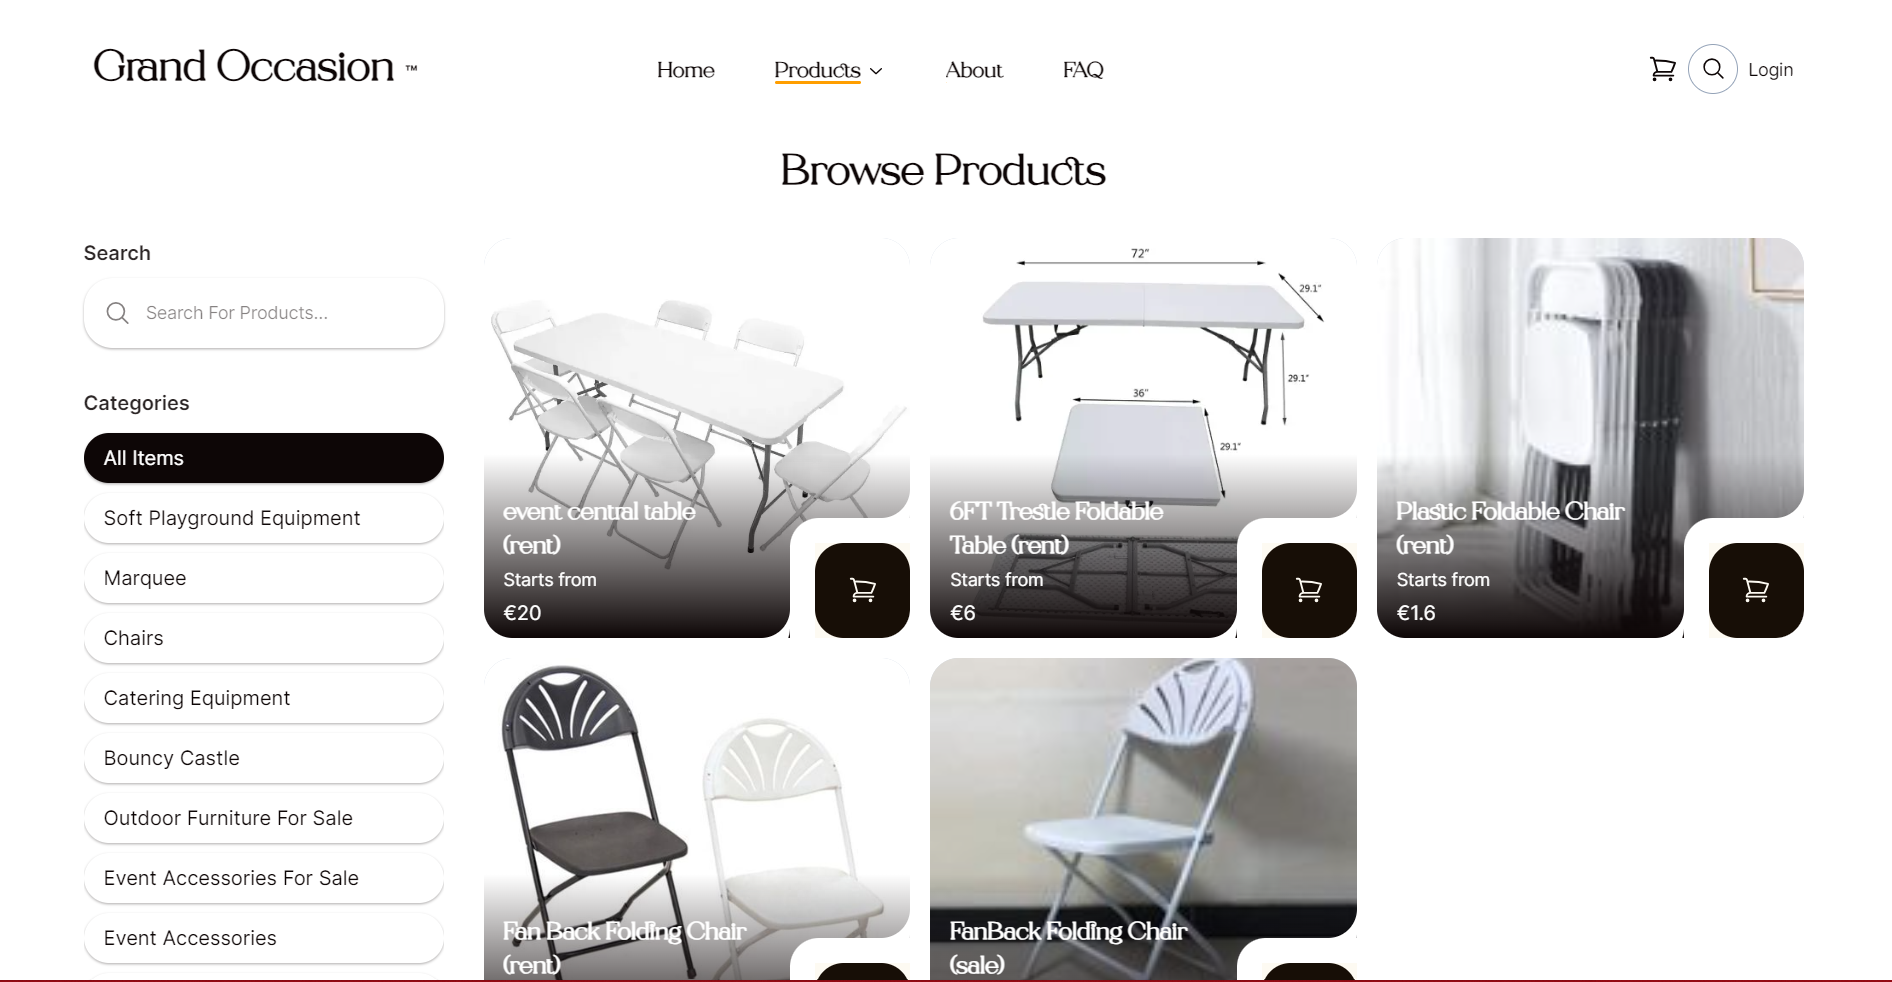 Grand Occasion ™
Home
Products
About
FAQ
Login
Browse Products
Search
Search For Products...
Categories
All Items
Soft Playground Equipment
Marquee
Chairs
Catering Equipment
Bouncy Castle
Outdoor Furniture For Sale
Event Accessories For Sale
Event Accessories
event central table
(rent)
Starts from
€20
72"
29.1"
29.1"
36"
29.1"
6FT Trestle Foldable
Table (rent)
Starts from
€6
Plastic Foldable Chair
(rent)
Starts from
€1.6
Fan Back Folding Chair
(rent)
FanBack Folding Chair
(sale)